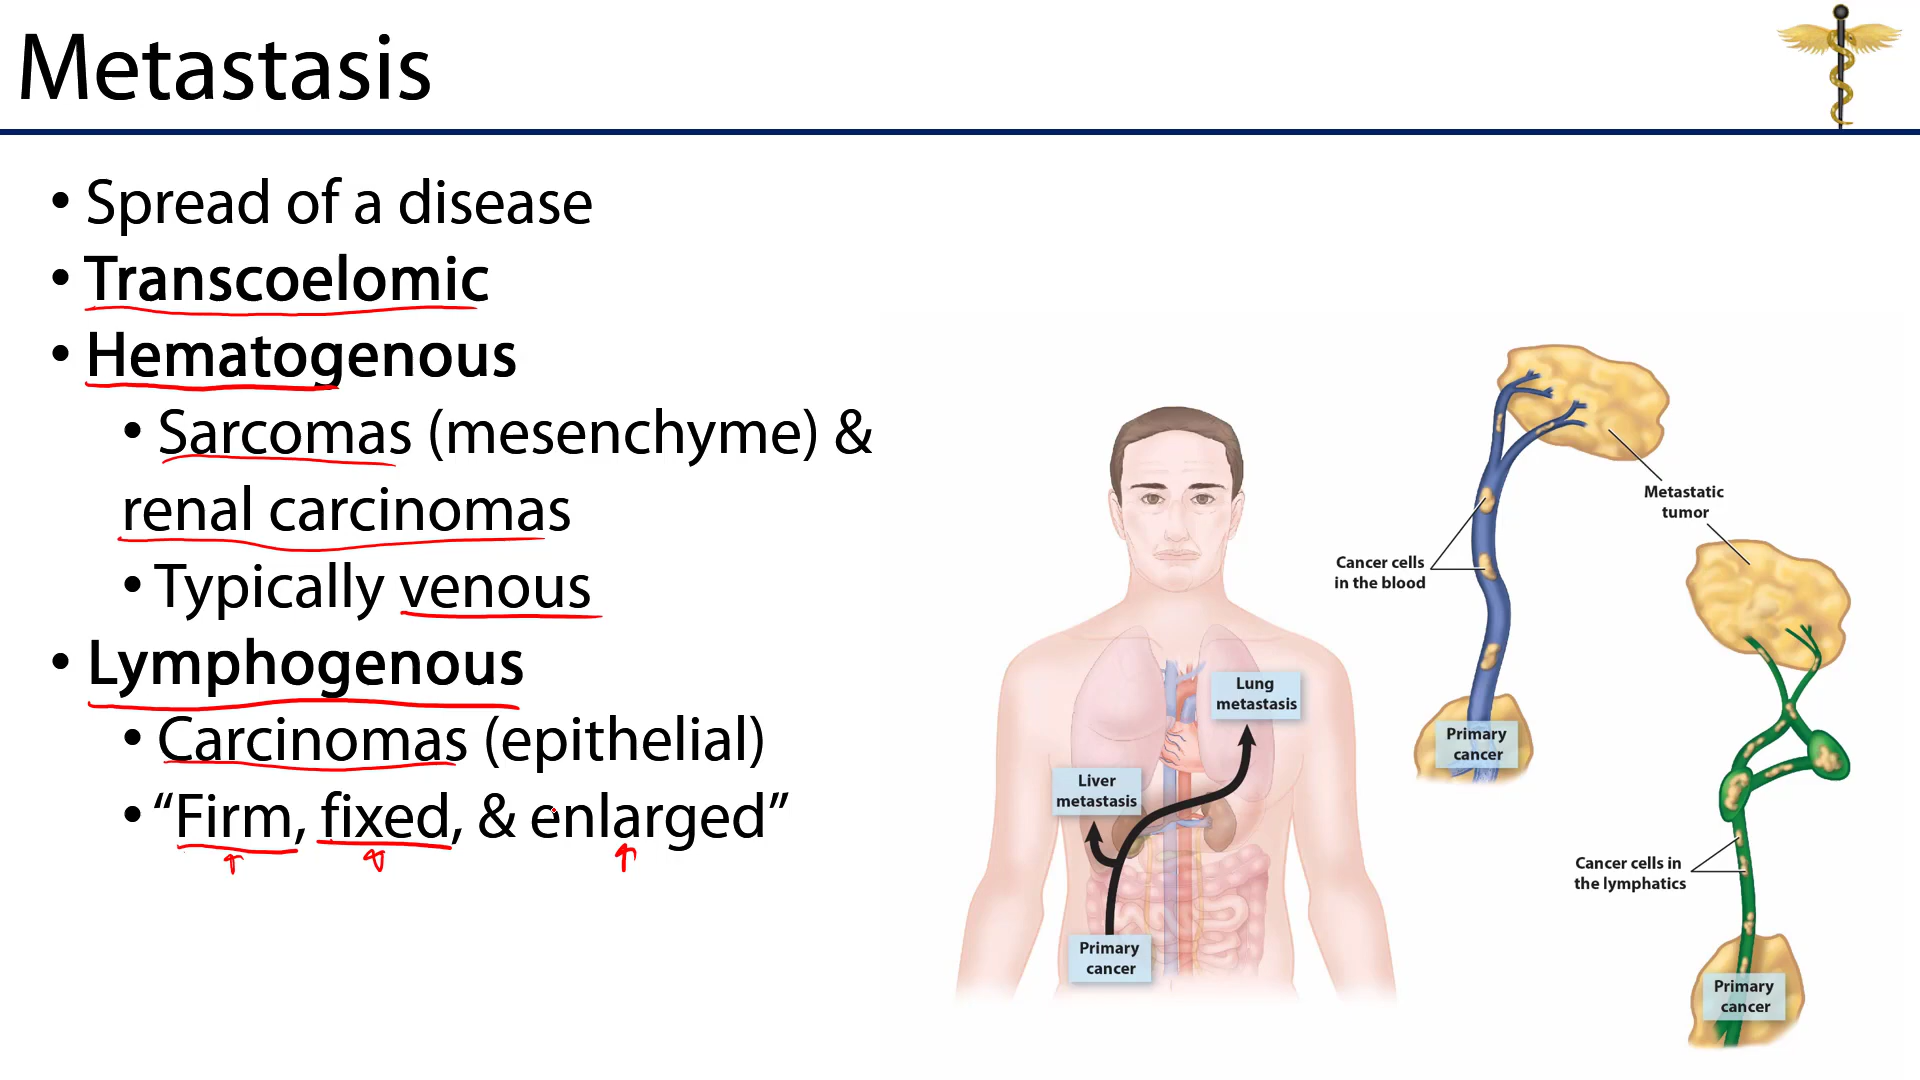 Metastasis
• Spread of a disease
• Transcoelomic
• Hematogenous
• Sarcomas (mesenchyme) &
renal carcinomas
• Typically venous
• Lymphogenous
• Carcinomas (epithelial)
• “Firm, fixed, & enlarged”
Lung
metastasis
Liver
metastasis
Primary
cancer
Metastatic
tumor
Cancer cells
in the blood
Primary
cancer
Cancer cells in
the lymphatics
Primary
cancer